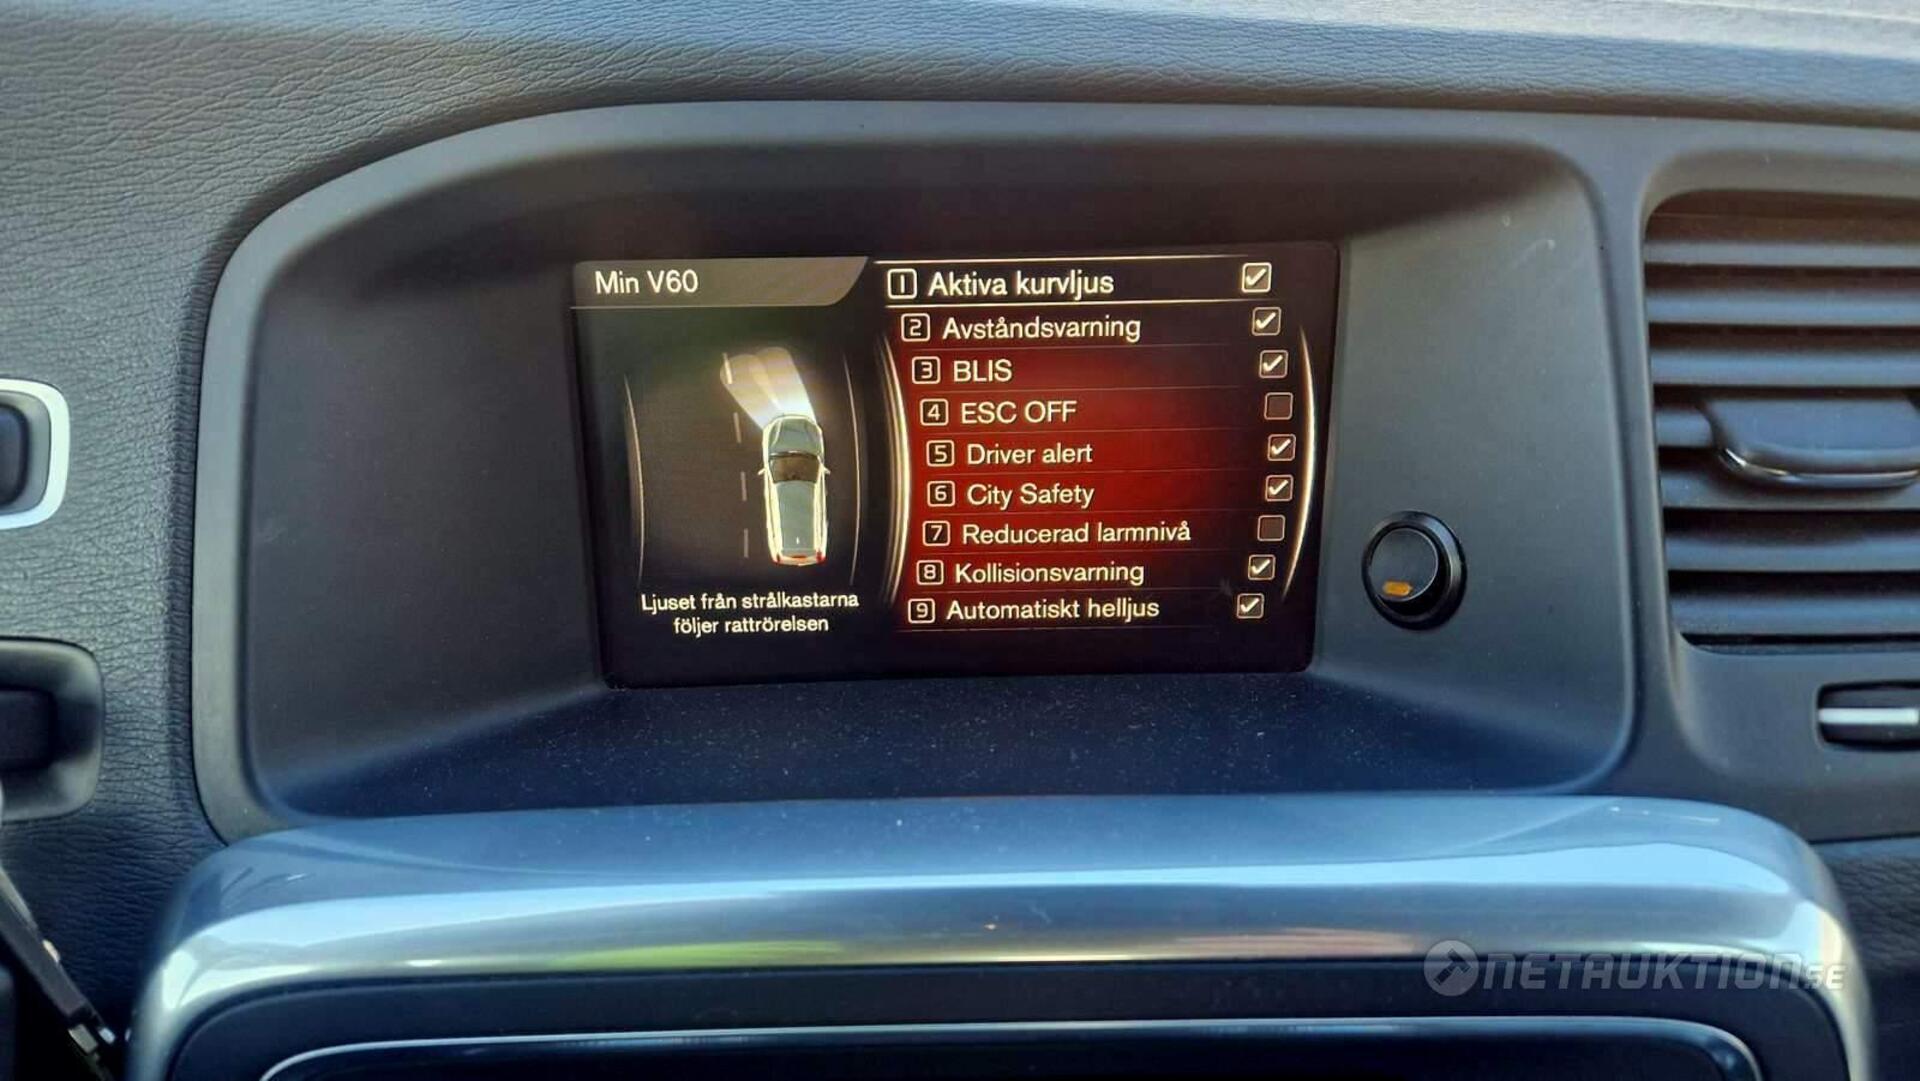 Min V60
1 Aktiva kurvljus
2 Avståndsvarning
3 BLIS
4 ESC OFF
5 Driver alert
6 City Safety
7 Reducerad larmnivå
8 Kollisionsvarning
9 Automatiskt helljus
Ljuset från strålkastarna
följer rattrörelsen
NETAUKTION.SE